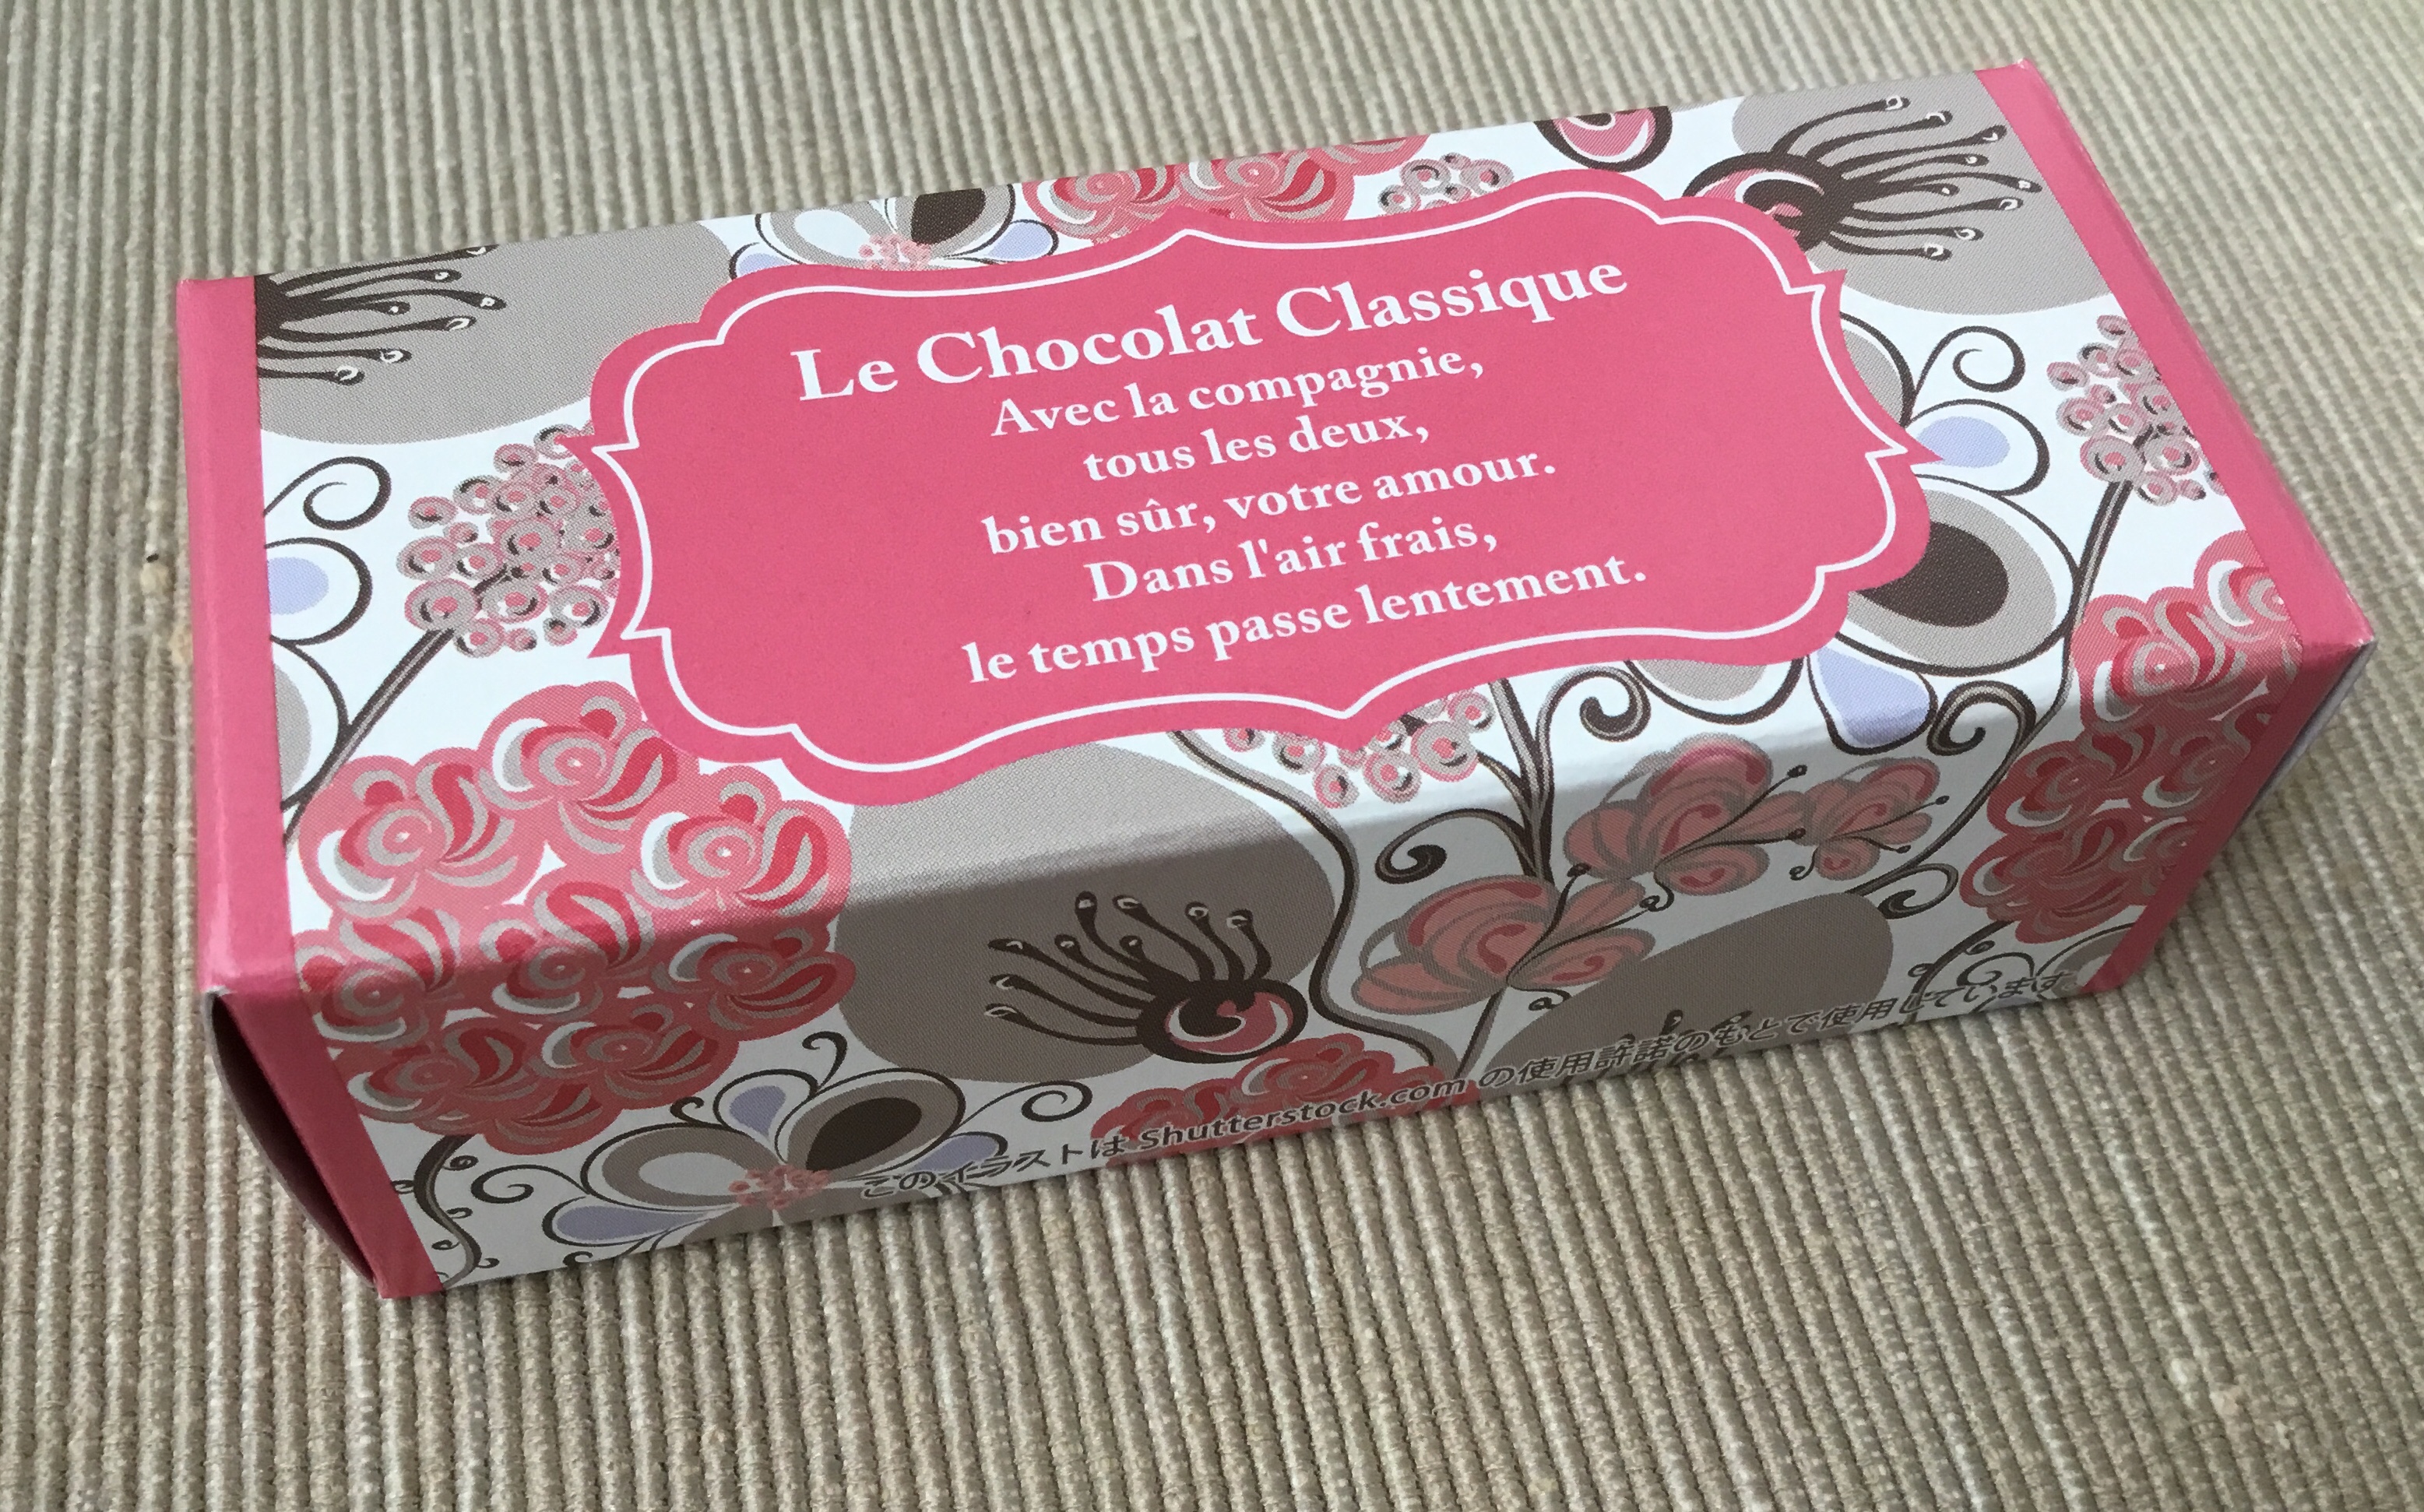 Le Chocolat Classique
Avec la compagnie,
tous les deux,
bien sûr, votre amour.
Dans l'air frais,
le temps passe lentement.
このイラストは Shutterstock.com の使用許諾のもとで使用しています。